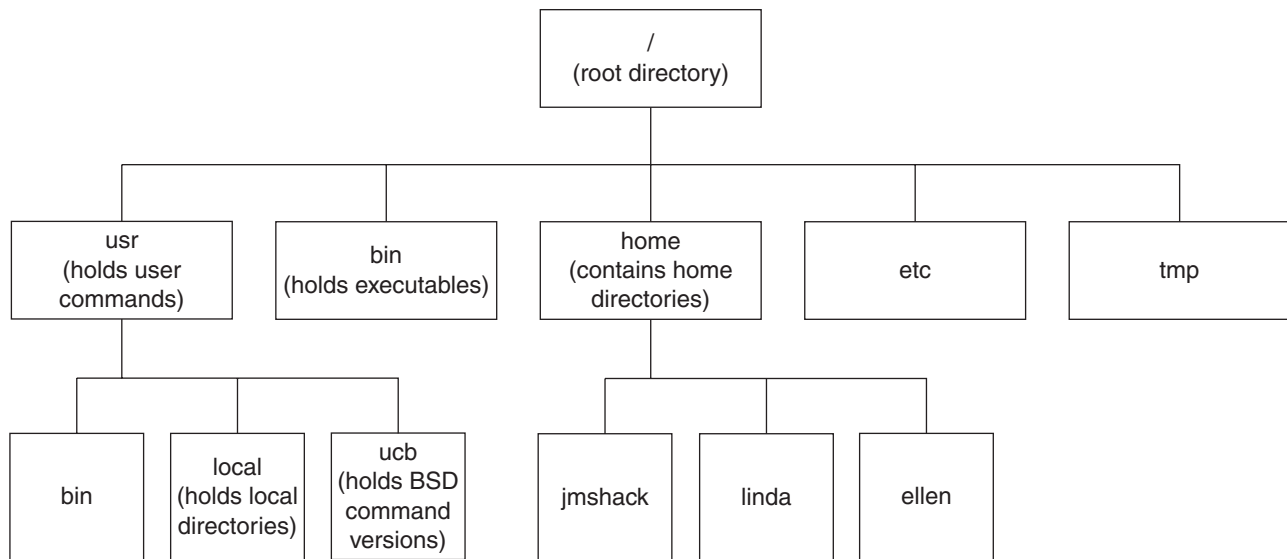 /
(root directory)
usr
(holds user
commands)
bin
(holds executables)
home
(contains home
directories)
etc
tmp
bin
local
(holds local
directories)
ucb
(holds BSD
command
versions)
jmshack
linda
ellen